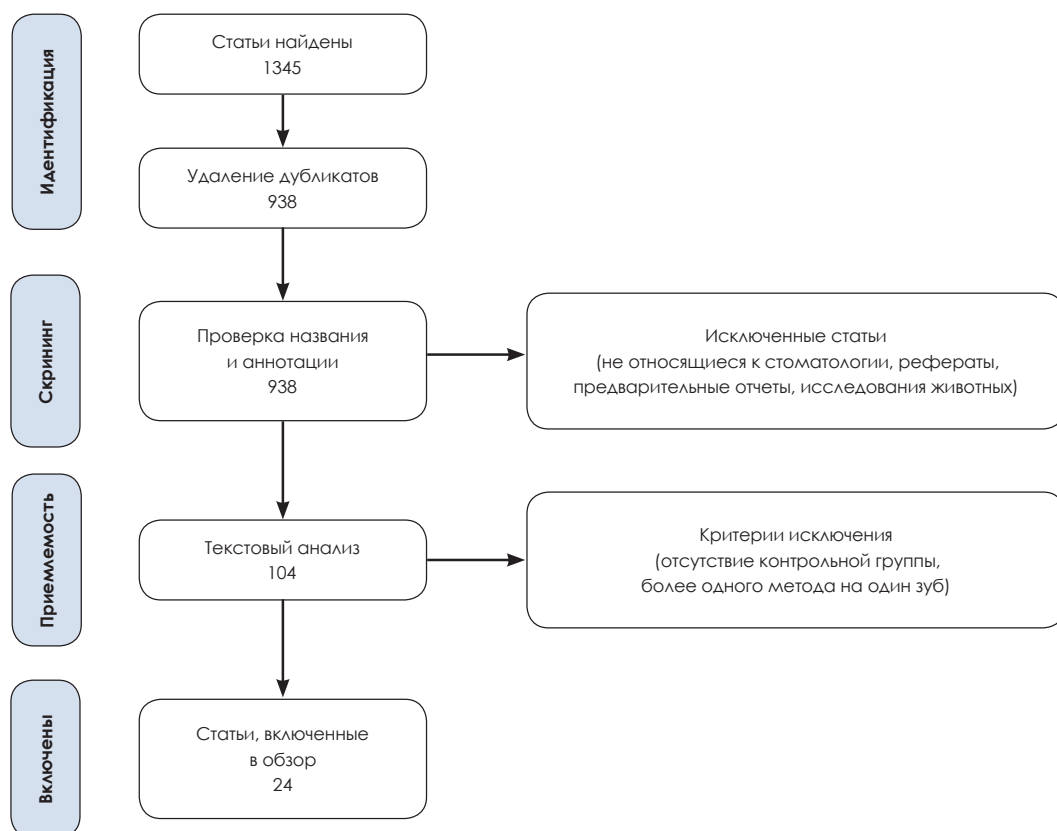 Идентификация
Статьи найдены
1345
Удаление дубликатов
938
Скрининг
Проверка названия
и аннотации
938
Исключенные статьи
(не относящиеся к стоматологии, рефераты,
предварительные отчеты, исследования животных)
Приемлемость
Текстовый анализ
104
Критерии исключения
(отсутствие контрольной группы,
более одного метода на один зуб)
Включены
Статьи, включенные
в обзор
24